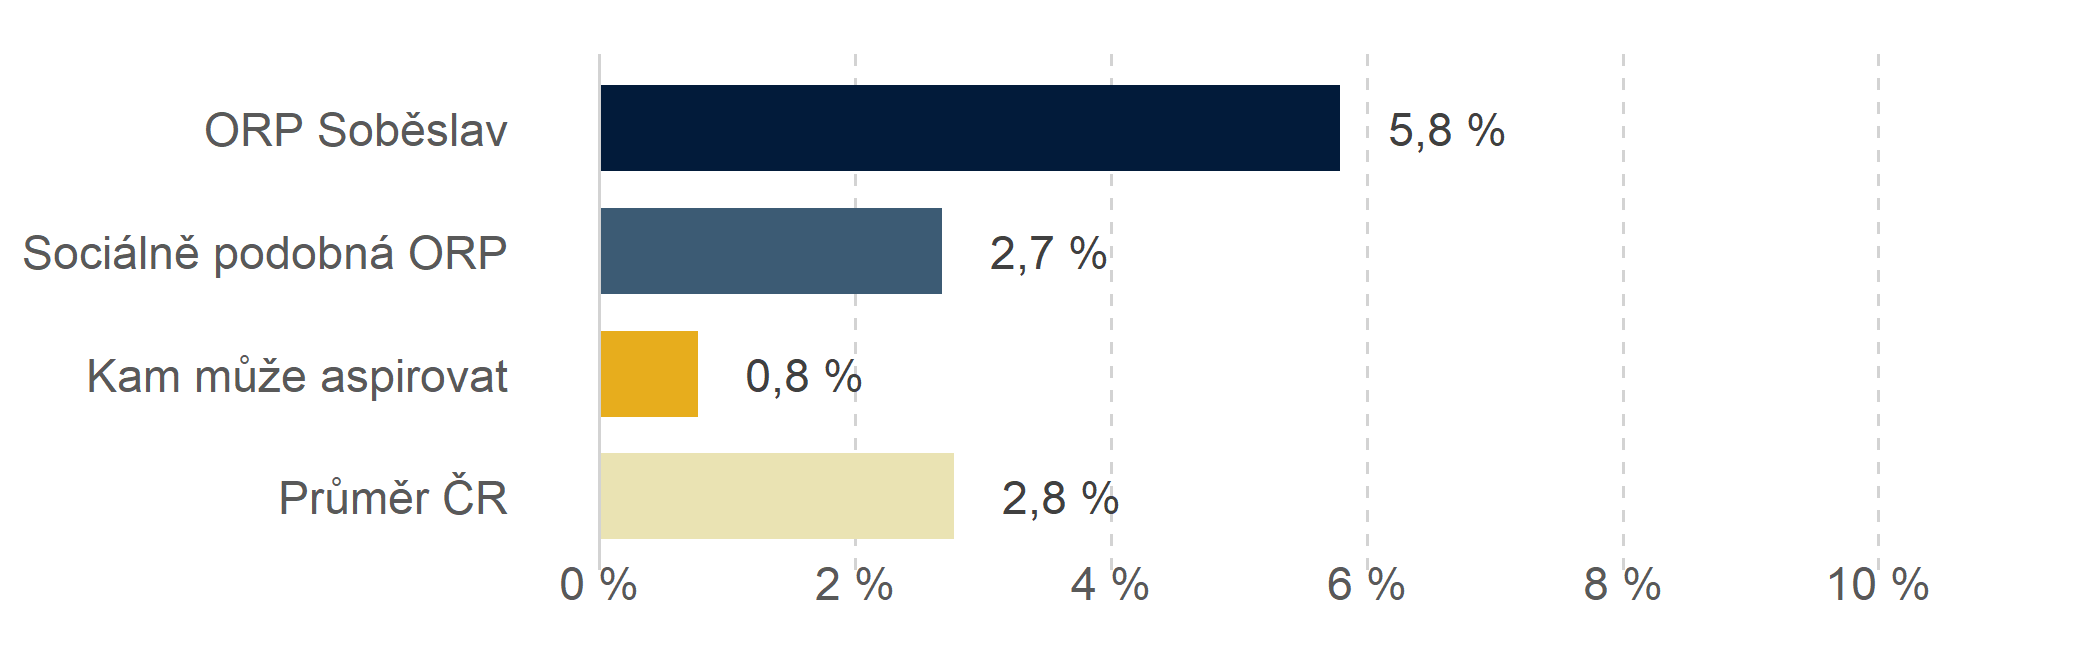 ORP Soběslav
5,8 %
Sociálně podobná ORP
2,7 %
Kam může aspirovat
0,8 %
Průměr ČR
2,8 %
0 % 2 % 4 % 6 % 8 % 10 %